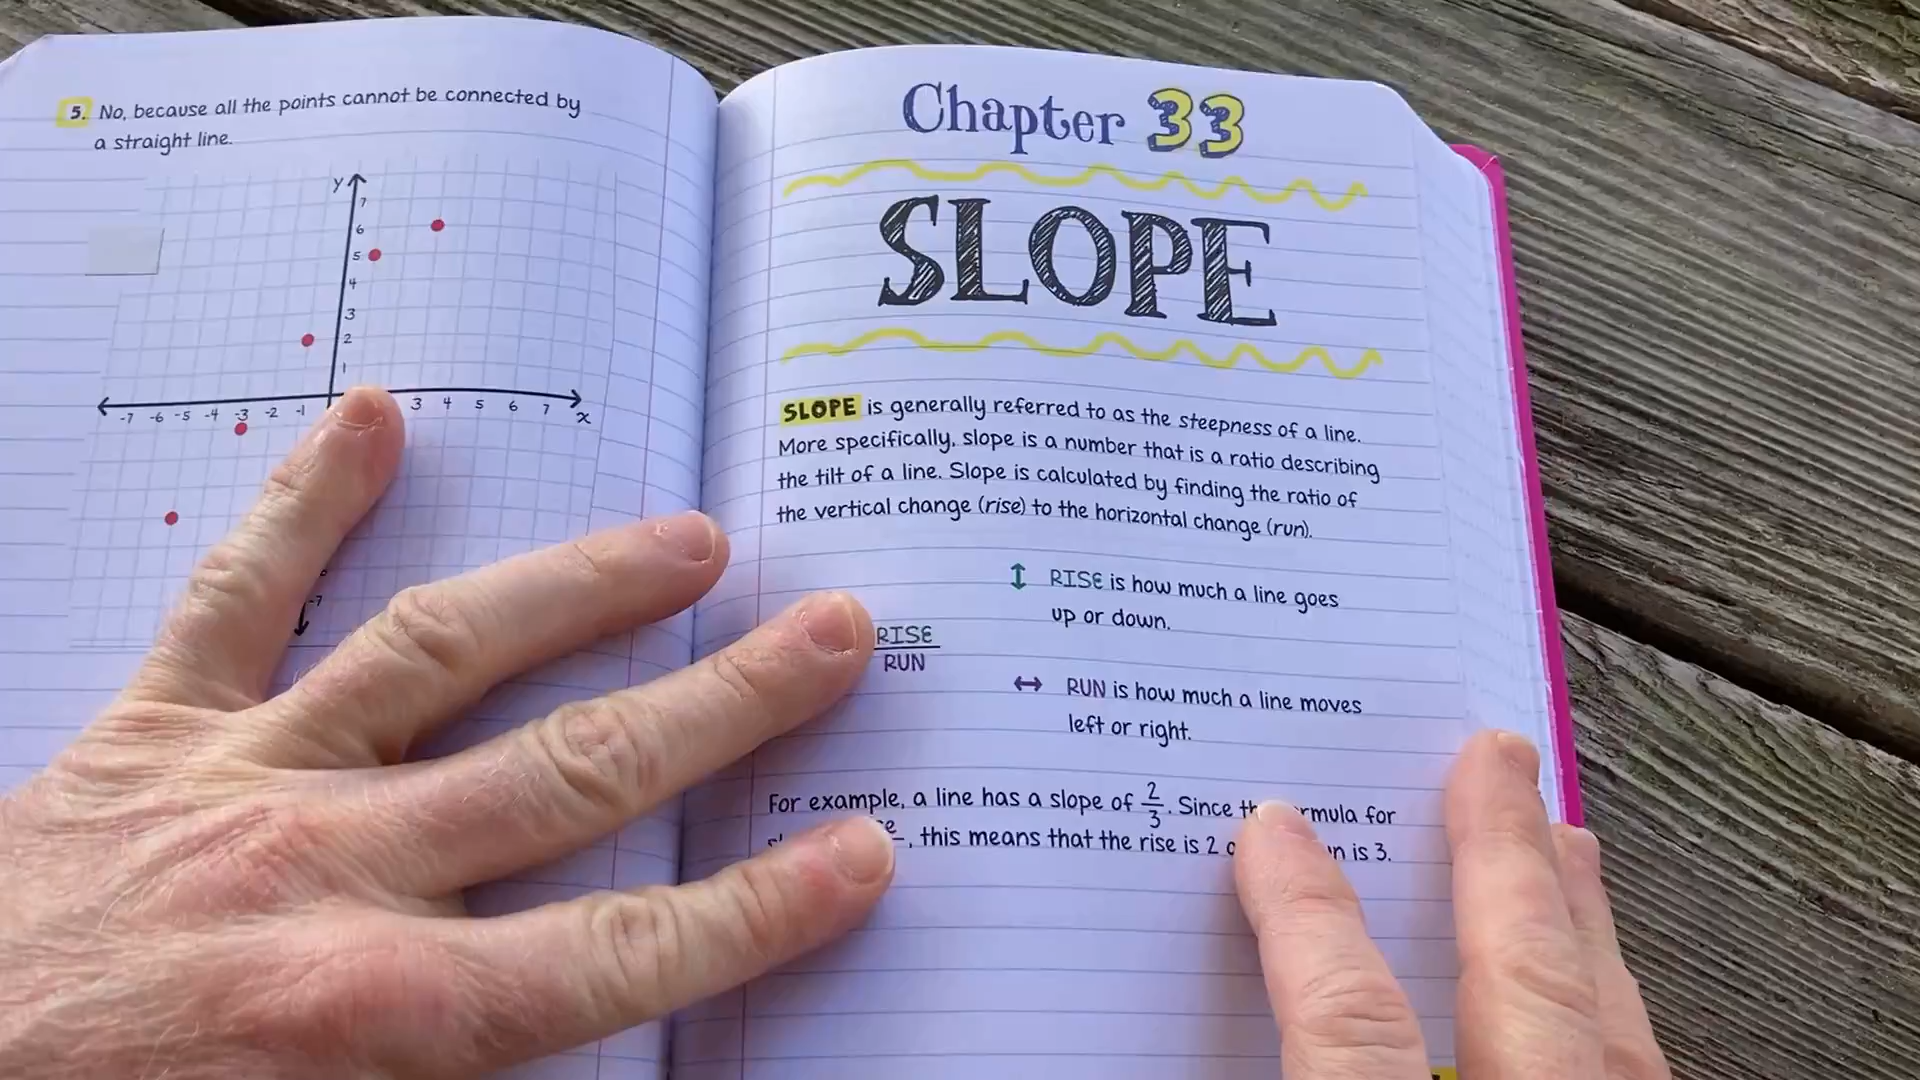 5. No, because all the points cannot be connected by
a straight line.
y
7
6
5
4
3
2
1
-7 -6 -5 -4 -3 -2 -1 3 4 5 6 7
x
-7
Chapter 33
SLOPE
SLOPE is generally referred to as the steepness of a line.
More specifically, slope is a number that is a ratio describing
the tilt of a line. Slope is calculated by finding the ratio of
the vertical change (rise) to the horizontal change (run).
RISE is how much a line goes
up or down.
RISE
RUN
RUN is how much a line moves
left or right.
For example, a line has a slope of 2/3. Since for
, this means that the rise is 2 is 3.